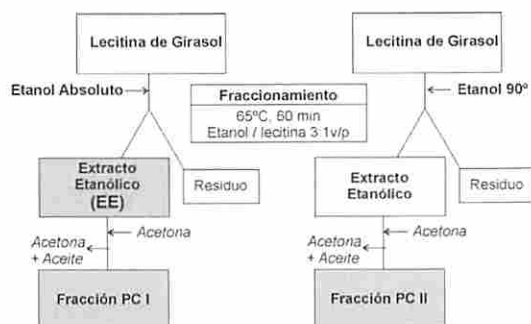 Lecitina de Girasol
Lecitina de Girasol
Etanol Absoluto
Fraccionamiento
65ºC, 60 min
Etanol / lecitina 3:1v/p
Etanol 90º
Extracto
Etanólico
(EE)
Residuo
Extracto
Etanólico
Residuo
Acetona
Acetona
+ Aceite
Acetona
Acetona
+ Aceite
Fracción PC I
Fracción PC II